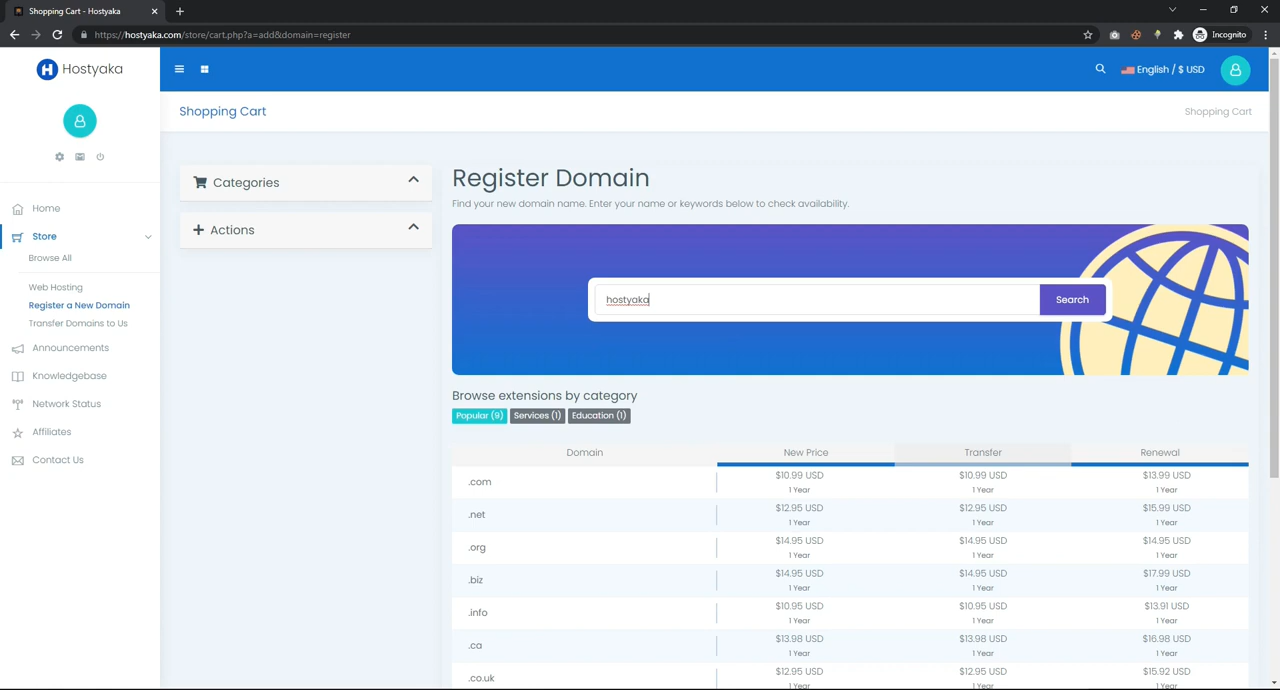 Shopping Cart - Hostyaka
https://hostyaka.com/store/cart.php?a=add&domain=register
Incognito
H Hostyaka
English / $ USD
Shopping Cart
Shopping Cart
Home
Store
Browse All
Web Hosting
Register a New Domain
Transfer Domains to Us
Announcements
Knowledgebase
Network Status
Affiliates
Contact Us
Categories
Actions
Register Domain
Find your new domain name. Enter your name or keywords below to check availability.
hostyaka
Search
Browse extensions by category
Popular (9) Services (1) Education (1)
Domain New Price Transfer Renewal
.com $10.99 USD $10.99 USD $13.99 USD
1 Year 1 Year 1 Year
.net $12.95 USD $12.95 USD $15.99 USD
1 Year 1 Year 1 Year
.org $14.95 USD $14.95 USD $14.95 USD
1 Year 1 Year 1 Year
.biz $14.95 USD $14.95 USD $17.99 USD
1 Year 1 Year 1 Year
.info $10.95 USD $10.95 USD $13.91 USD
1 Year 1 Year 1 Year
.ca $13.98 USD $13.98 USD $16.98 USD
1 Year 1 Year 1 Year
.co.uk $12.95 USD $12.95 USD $15.92 USD
1 Year 1 Year 1 Year